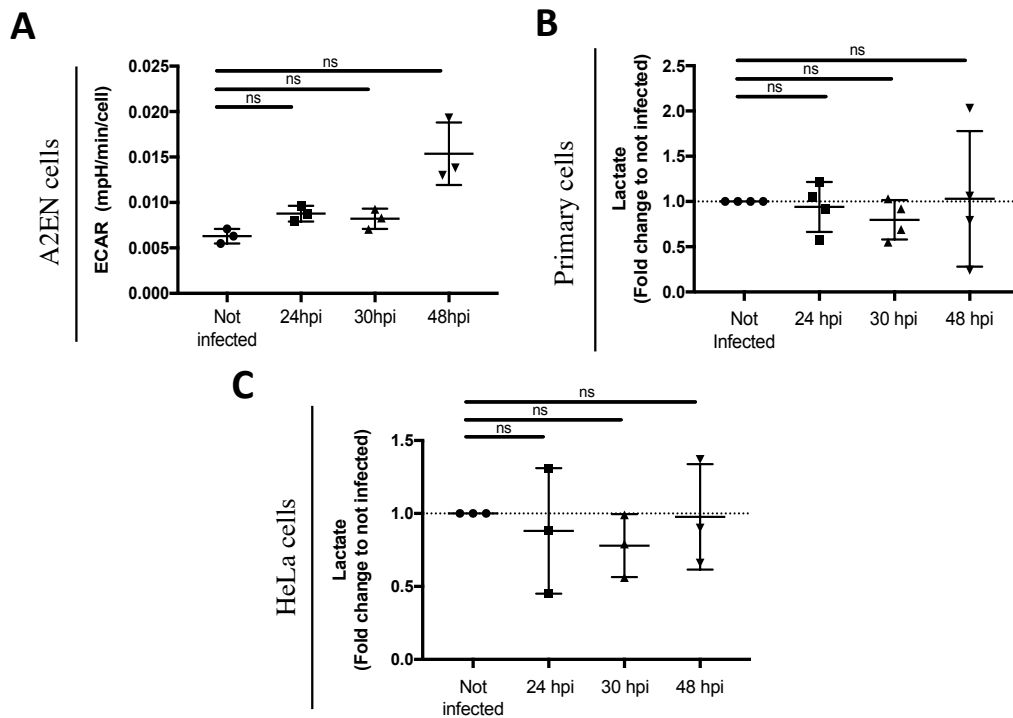 A
A2EN cells
ECAR (mpH/min/cell)
ns
ns
ns
0.025
0.020
0.015
0.010
0.005
0.000
Not
infected
24hpi
30hpi
48hpi
B
Primary cells
Lactate
(Fold change to not infected)
ns
ns
ns
2.5
2.0
1.5
1.0
0.5
0.0
Not
Infected
24 hpi
30 hpi
48 hpi
C
HeLa cells
Lactate
(Fold change to not infected)
ns
ns
ns
1.5
1.0
0.5
0.0
Not
infected
24 hpi
30 hpi
48 hpi